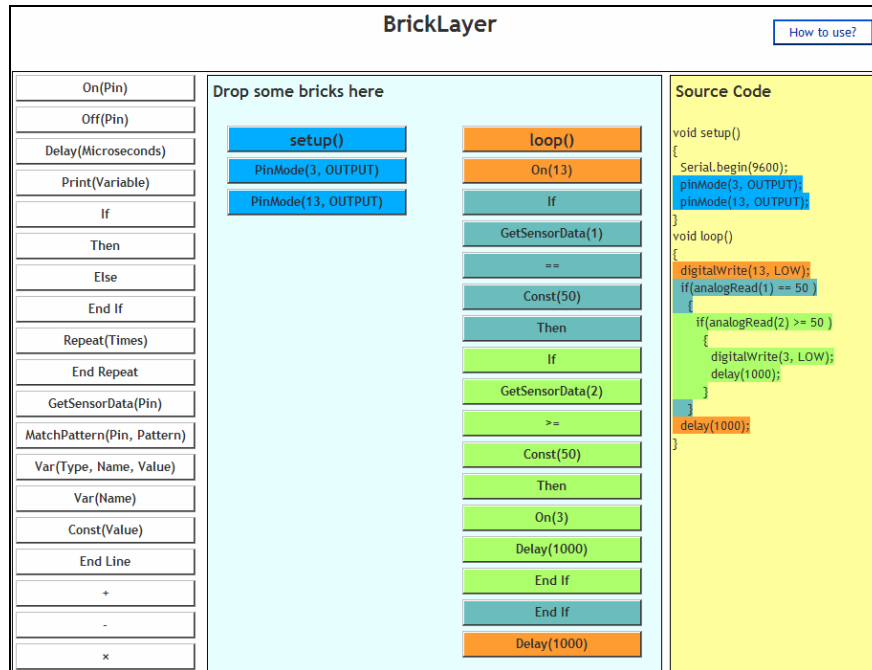 BrickLayer
How to use?
On(Pin)
Off(Pin)
Delay(Microseconds)
Print(Variable)
If
Then
Else
End If
Repeat(Times)
End Repeat
GetSensorData(Pin)
MatchPattern(Pin, Pattern)
Var(Type, Name, Value)
Var(Name)
Const(Value)
End Line
+
-
×
Drop some bricks here
setup()
PinMode(3, OUTPUT)
PinMode(13, OUTPUT)
loop()
On(13)
If
GetSensorData(1)
==
Const(50)
Then
If
GetSensorData(2)
>=
Const(50)
Then
On(3)
Delay(1000)
End If
End If
Delay(1000)
Source Code
void setup()
{
Serial.begin(9600);
pinMode(3, OUTPUT);
pinMode(13, OUTPUT);
}
void loop()
{
digitalWrite(13, LOW);
if(analogRead(1) == 50 )
{
if(analogRead(2) >= 50 )
{
digitalWrite(3, LOW);
delay(1000);
}
}
delay(1000);
}